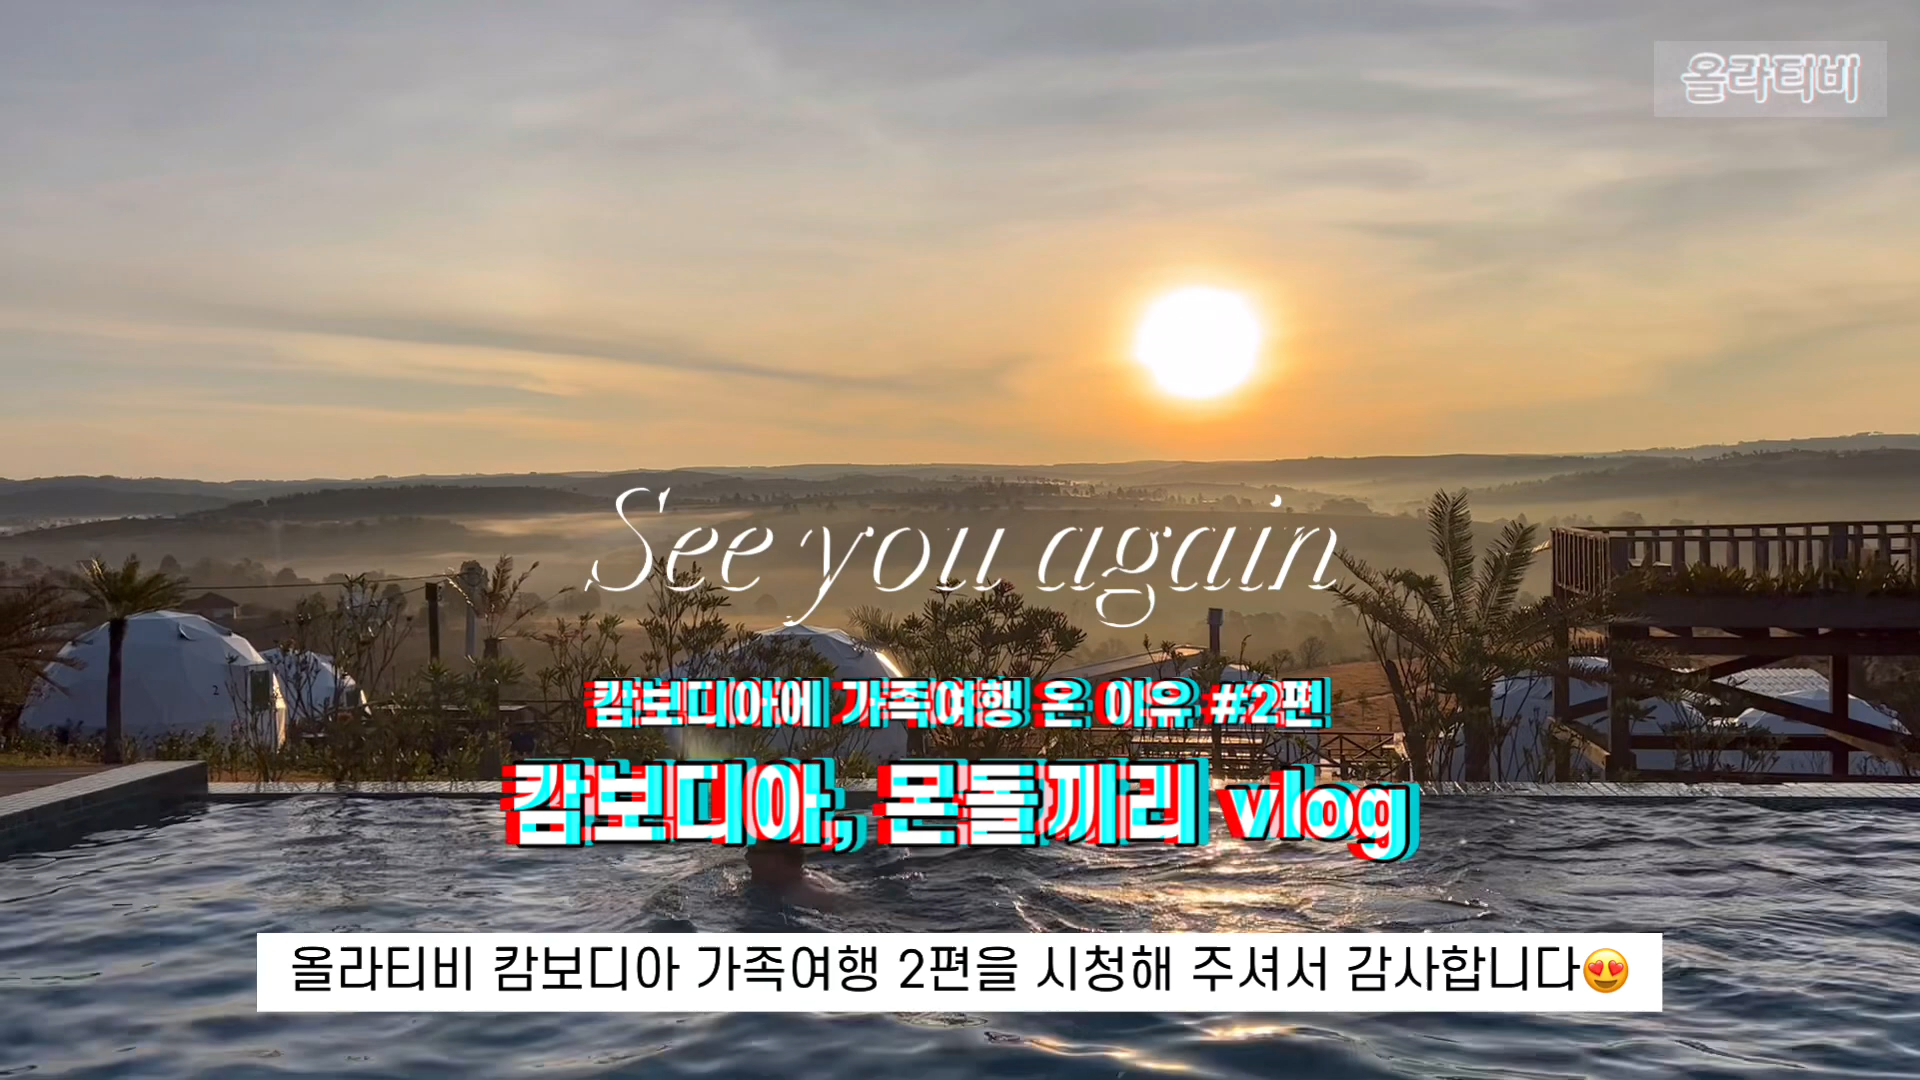 올라티비
See you again
캄보디아에 가족여행 온 이유 #2편
캄보디아, 몬돌끼리 vlog
올라티비 캄보디아 가족여행 2편을 시청해 주셔서 감사합니다😍
2